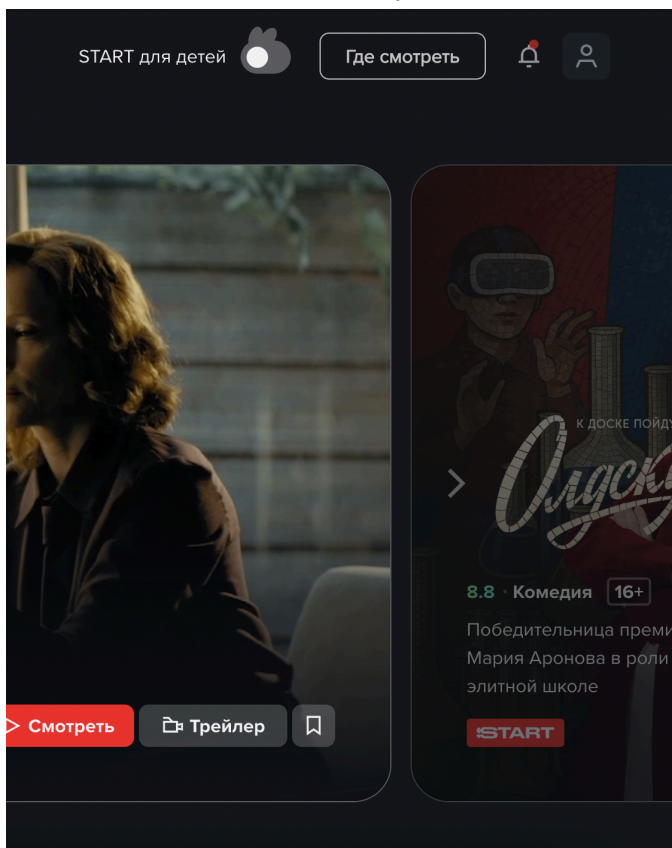 START для детей
Где смотреть
К ДОСКЕ ПОЙДУ
8.8 · Комедия 16+
Победительница
Мария Аронова в роли
элитной школе
Смотреть
Трейлер
START